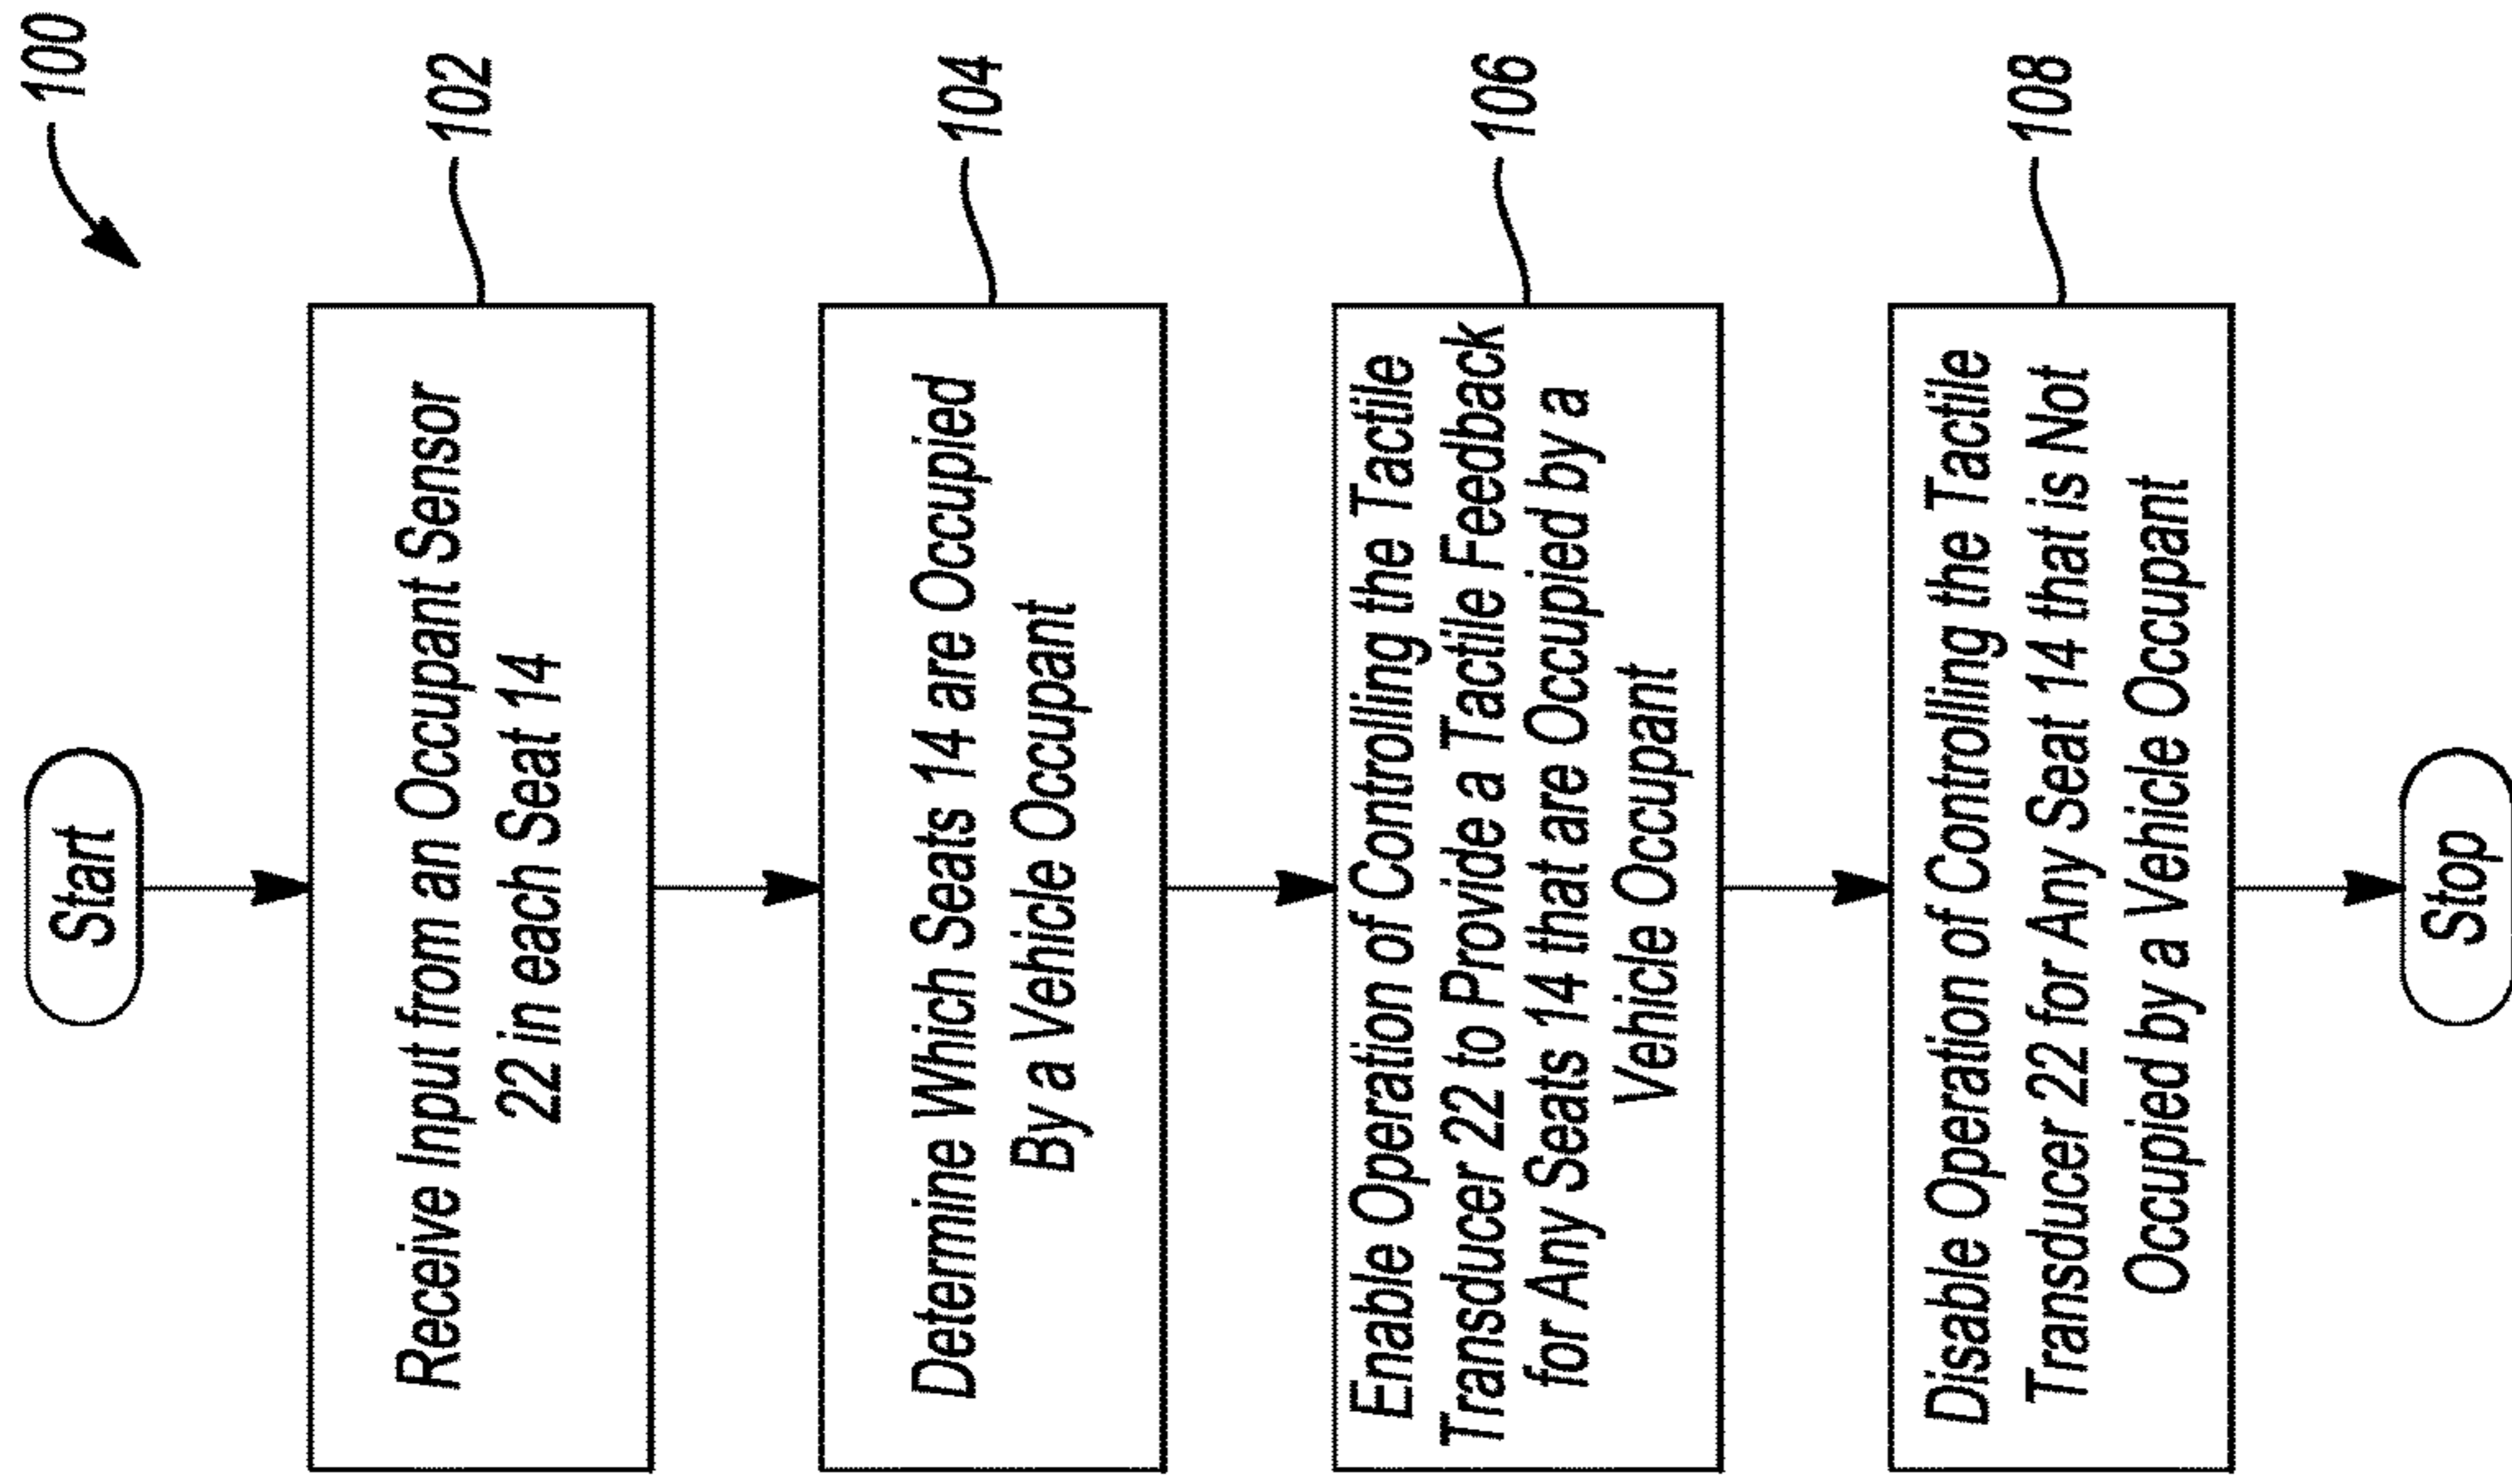 100
Start
Receive Input from an Occupant Sensor
22 in each Seat 14
102
Determine Which Seats 14 are Occupied
By a Vehicle Occupant
104
Enable Operation of Controlling the Tactile
Transducer 22 to Provide a Tactile Feedback
for Any Seats 14 that are Occupied by a
Vehicle Occupant
106
Disable Operation of Controlling the Tactile
Transducer 22 for Any Seat 14 that is Not
Occupied by a Vehicle Occupant
108
Stop